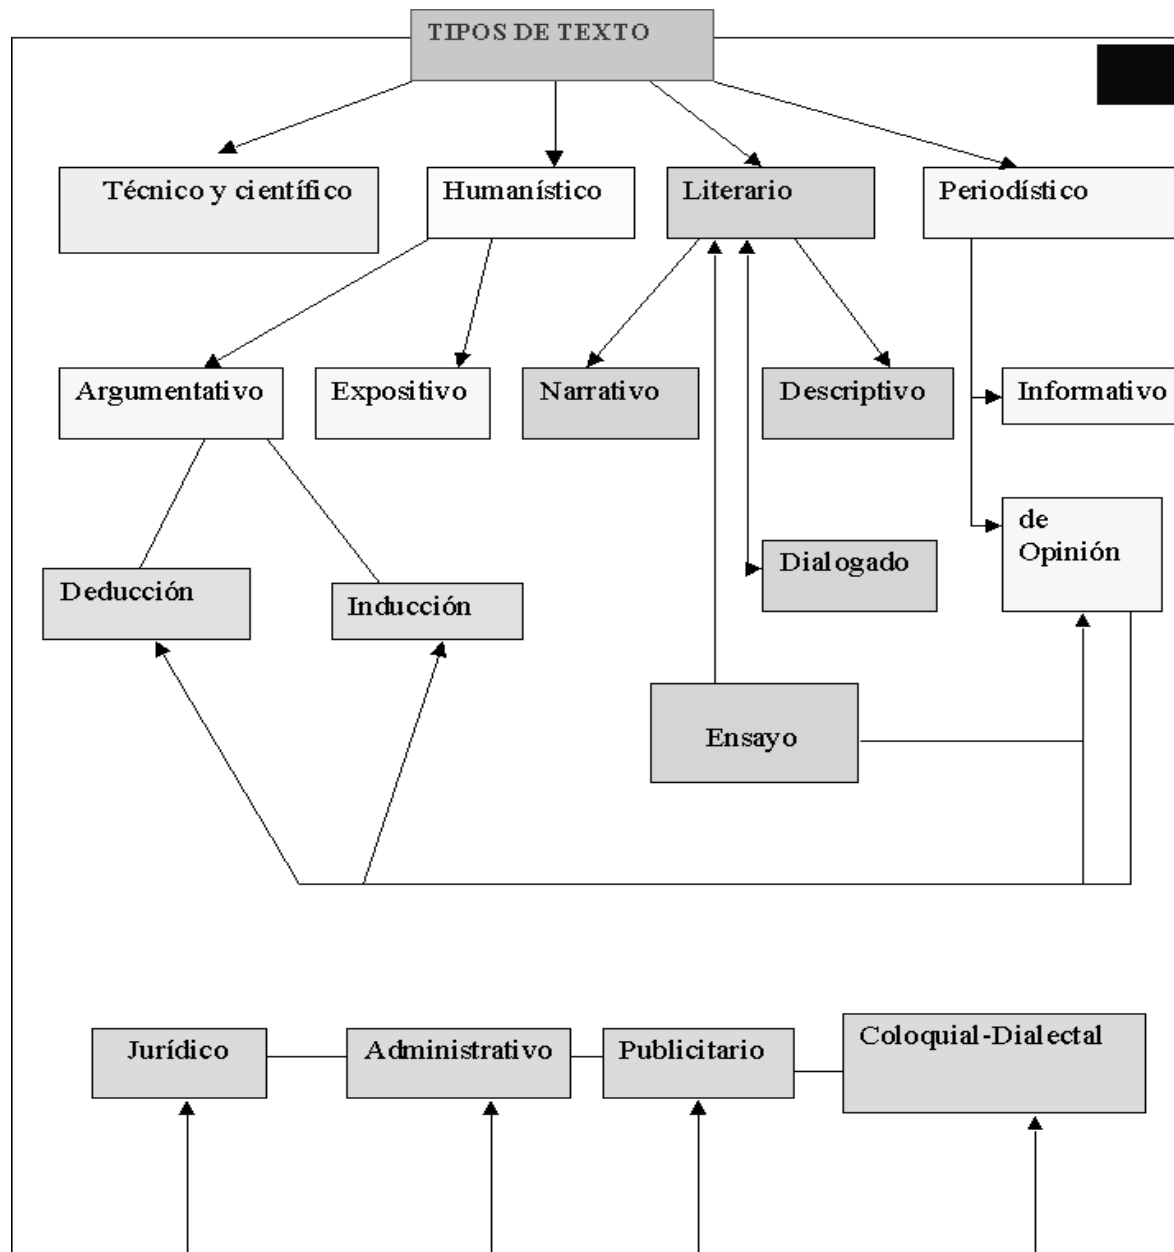 TIPOS DE TEXTO
Técnico y científico
Humanístico
Literario
Periodístico
Argumentativo
Expositivo
Narrativo
Descriptivo
Informativo
de
Opinión
Dialogado
Deducción
Inducción
Ensayo
Jurídico
Administrativo
Publicitario
Coloquial-Dialectal